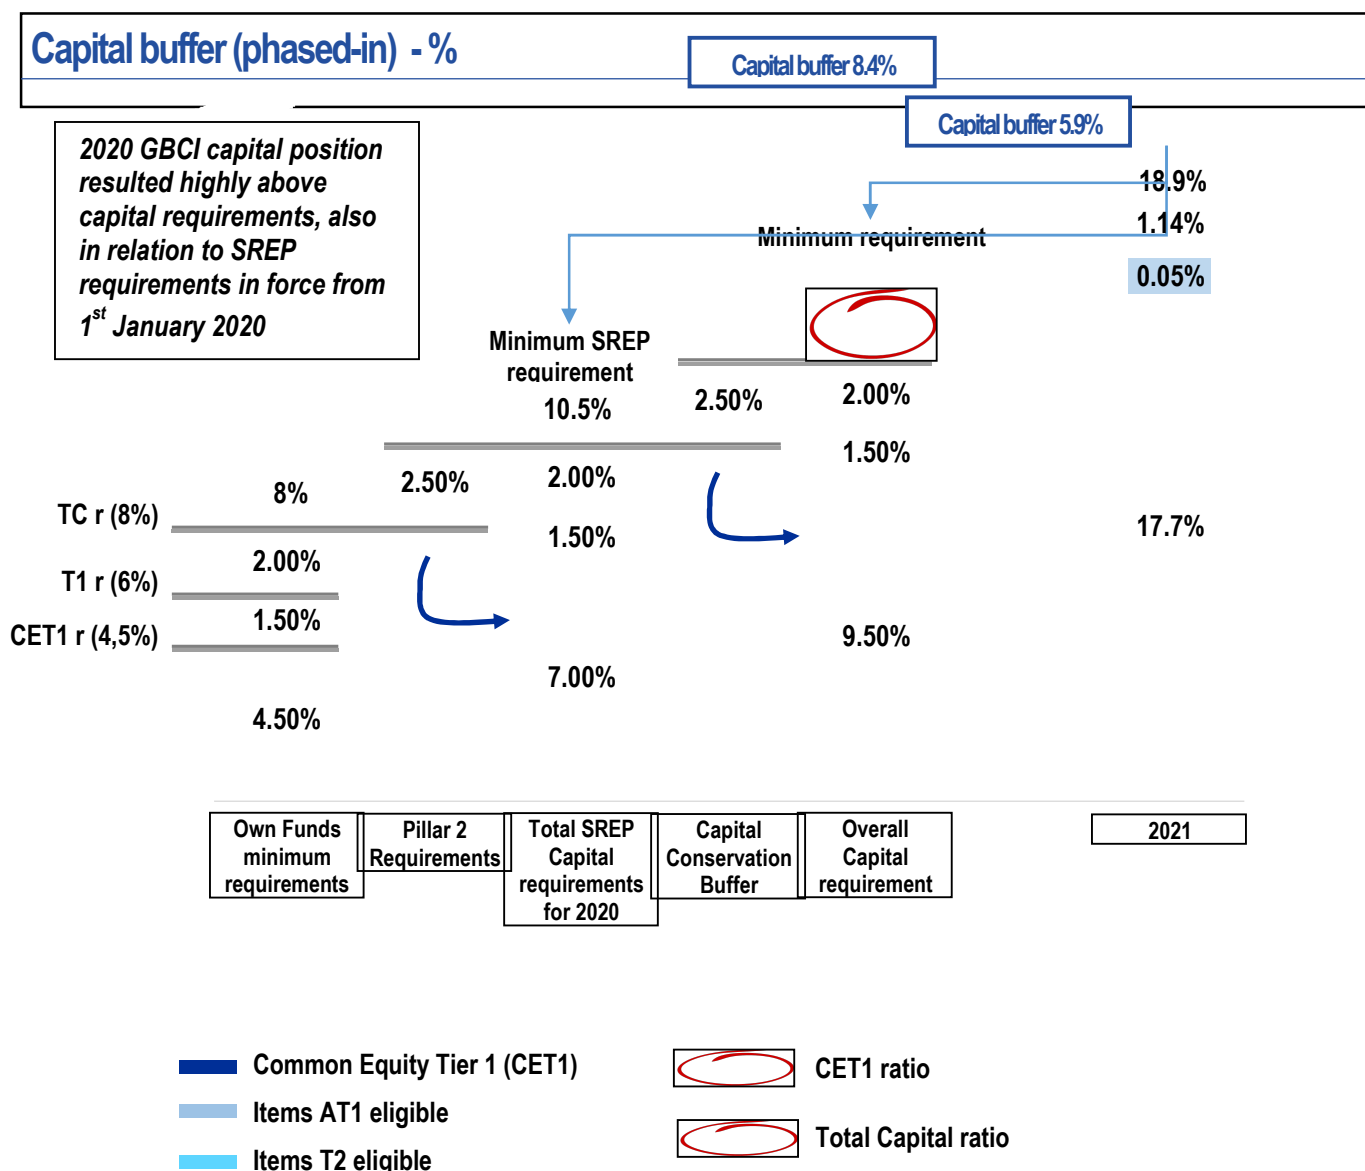 Capital buffer (phased-in) - %
Capital buffer 8.4%
Capital buffer 5.9%
2020 GBCI capital position
resulted highly above
capital requirements, also
in relation to SREP
requirements in force from
1st January 2020
18.9%
Minimum requirement
1.14%
0.05%
Minimum SREP
requirement
10.5%
2.50%
2.00%
1.50%
8%
2.50%
2.00%
TC r (8%)
1.50%
17.7%
2.00%
T1 r (6%)
1.50%
CET1 r (4,5%)
9.50%
7.00%
4.50%
Own Funds
minimum
requirements
Pillar 2
Requirements
Total SREP
Capital
requirements
for 2020
Capital
Conservation
Buffer
Overall
Capital
requirement
2021
Common Equity Tier 1 (CET1)
Items AT1 eligible
Items T2 eligible
CET1 ratio
Total Capital ratio